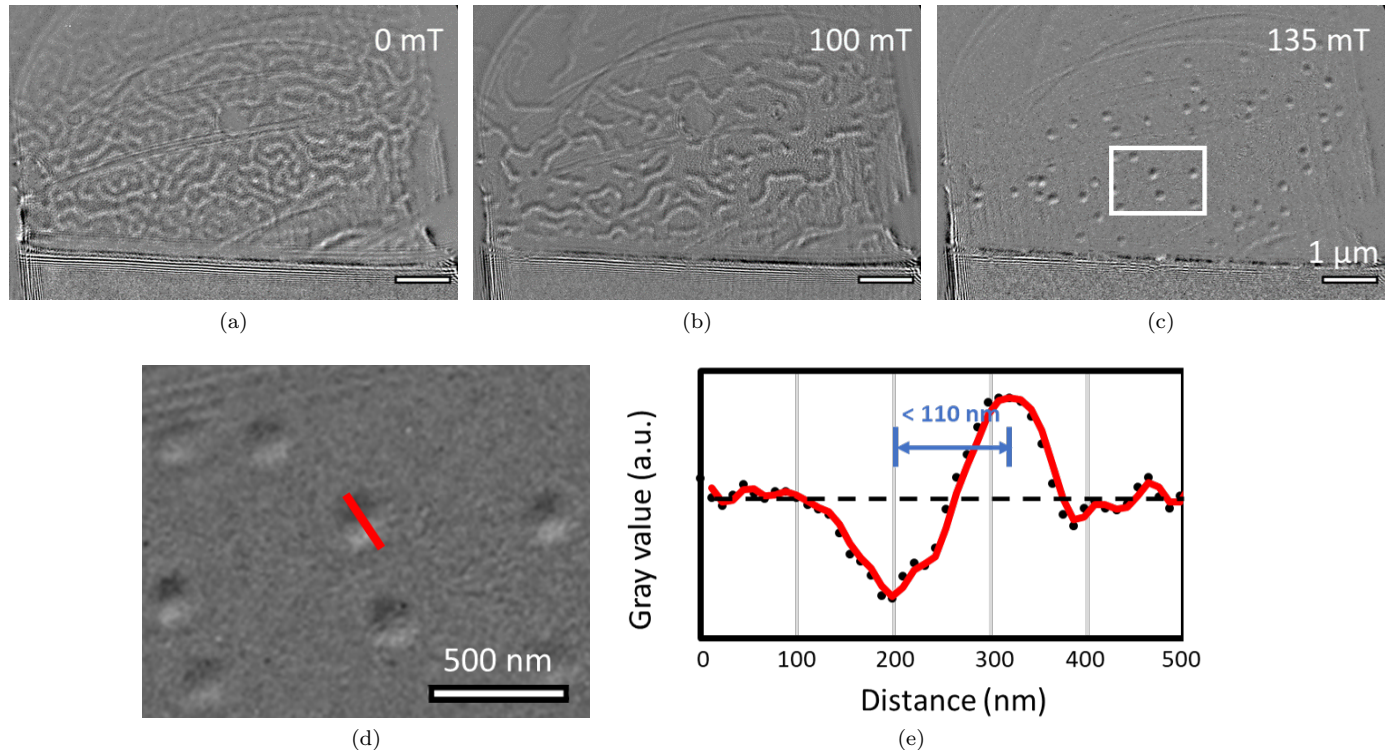 0 mT
100 mT
135 mT
1 μm
(a)
(b)
(c)
500 nm
(d)
Gray value (a.u.)
< 110 nm
0 100 200 300 400 500
Distance (nm)
(e)